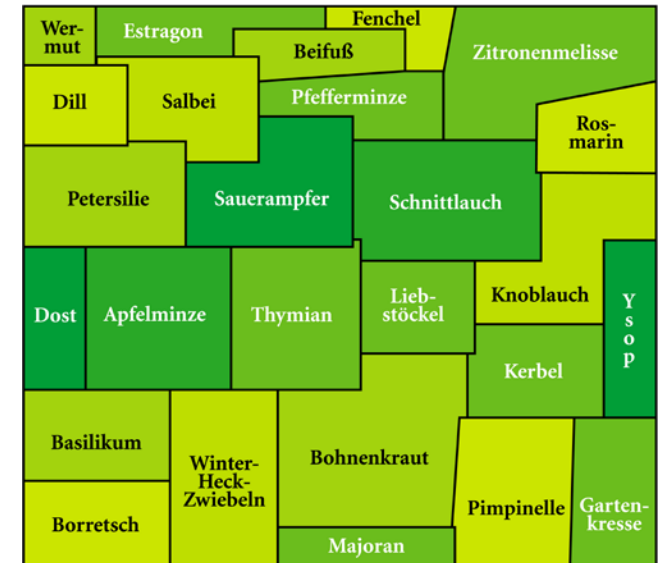 Wer-
mut
Estragon
Fenchel
Beifuß
Zitronenmelisse
Dill
Salbei
Pfefferminze
Ros-
marin
Petersilie
Sauerampfer
Schnittlauch
Dost
Apfelminze
Thymian
Lieb-
stöckel
Knoblauch
Y
s
o
p
Kerbel
Basilikum
Winter-
Heck-
Zwiebeln
Bohnenkraut
Borretsch
Majoran
Pimpinelle
Garten-
kresse